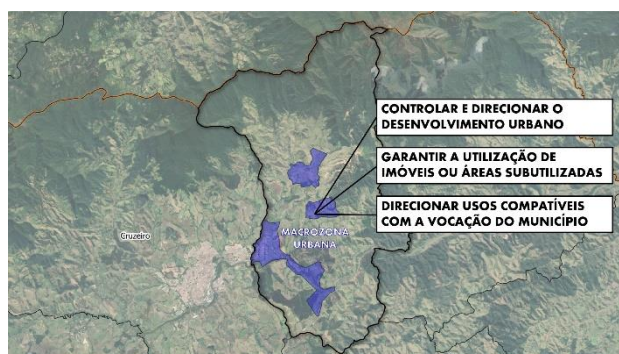 CONTROLAR E DIRECIONAR O
DESENVOLVIMENTO URBANO
GARANTIR A UTILIZAÇÃO DE
IMÓVEIS OU ÁREAS SUBUTILIZADAS
DIRECIONAR USOS COMPATÍVEIS
COM A VOCAÇÃO DO MUNICÍPIO
MACROZONA
URBANA
Cruzeiro